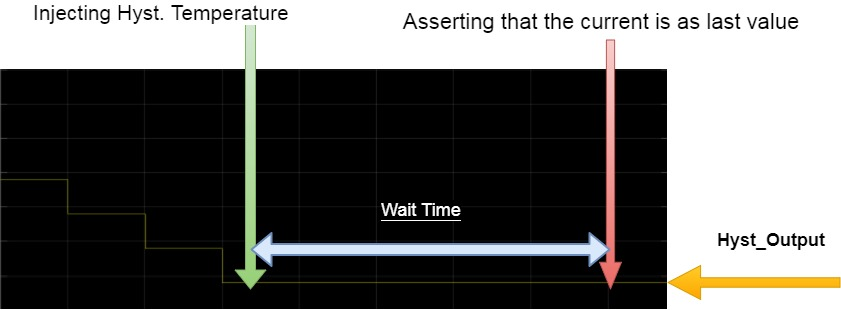 Injecting Hyst. Temperature
Asserting that the current is as last value
Wait Time
Hyst_Output